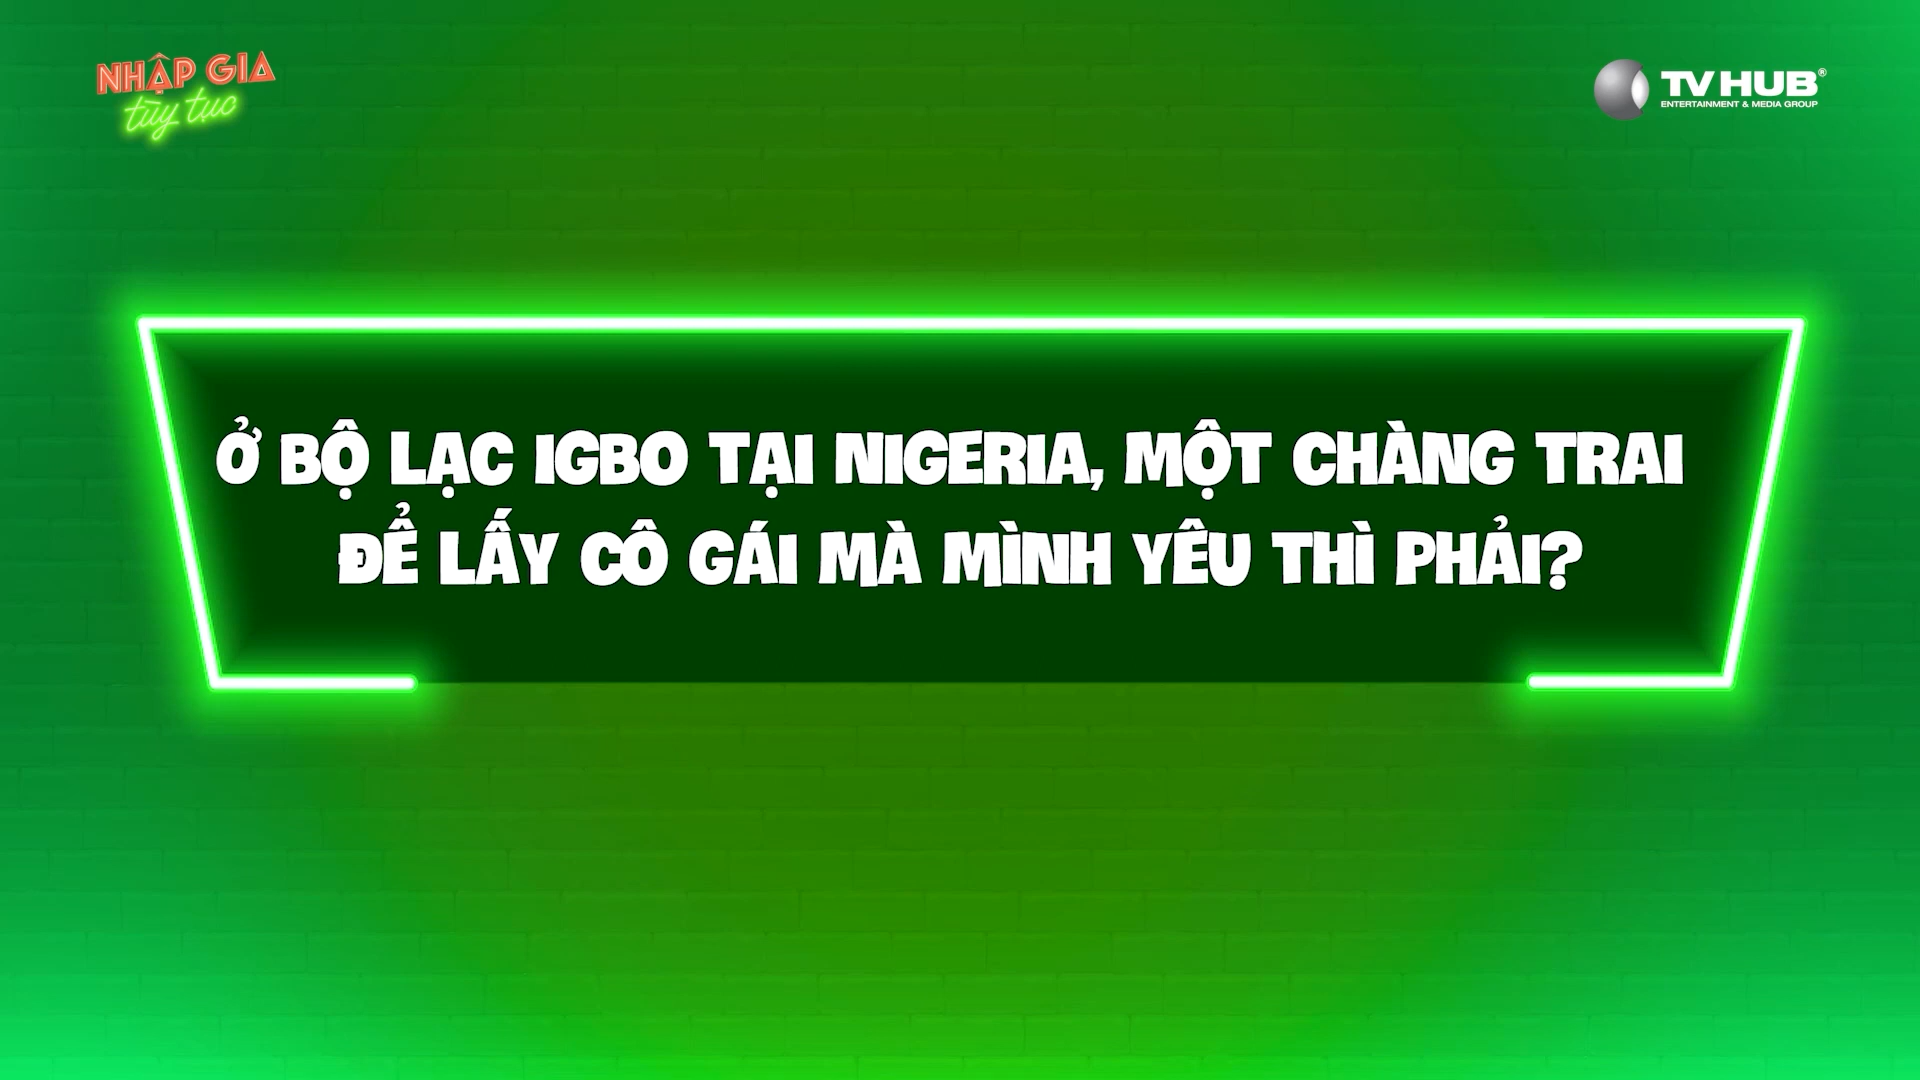 NHẬP GIA
tùy tục
TV HUB®
ENTERTAINMENT & MEDIA GROUP
Ở BỘ LẠC IGBO TẠI NIGERIA, MỘT CHÀNG TRAI
ĐỂ LẤY CÔ GÁI MÀ MÌNH YÊU THÌ PHẢI?